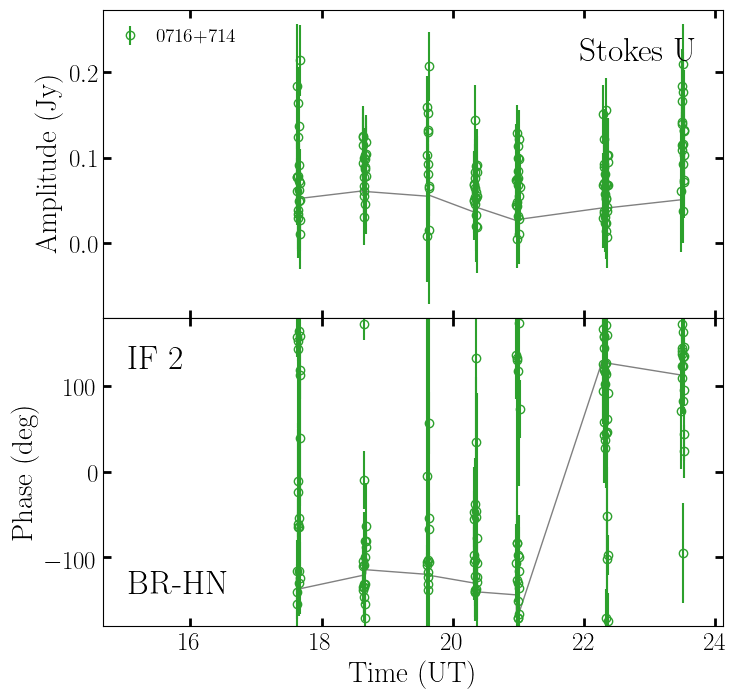 0716+714
Stokes U
Amplitude (Jy)
0.2
0.1
0.0
IF 2
BR-HN
Phase (deg)
100
0
−100
16
18
20
22
24
Time (UT)